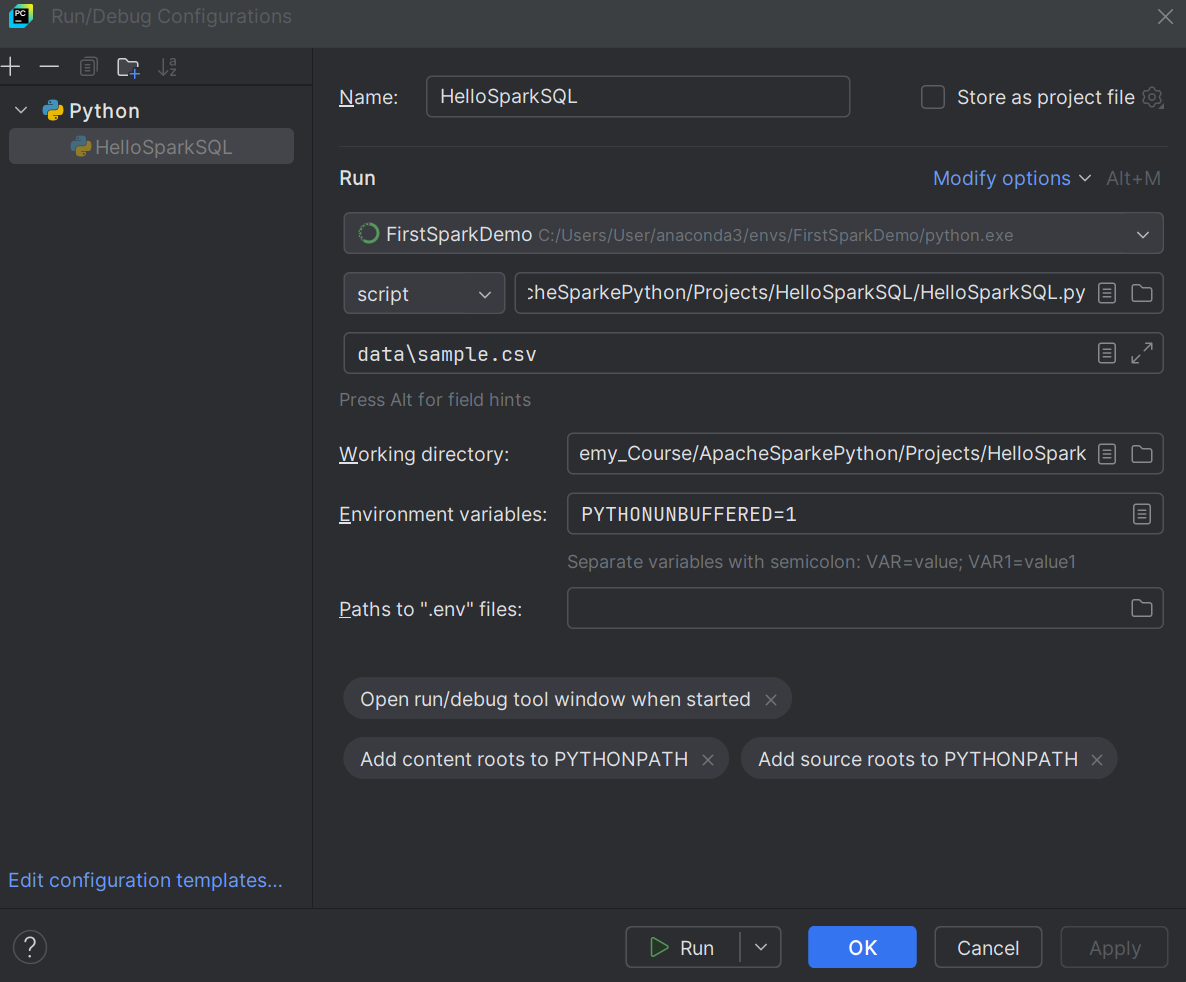 PC
Run/Debug Configurations
Python
HelloSparkSQL
Name: HelloSparkSQL Store as project file
Run Modify options Alt+M
FirstSparkDemo C:/Users/User/anaconda3/envs/FirstSparkDemo/python.exe
script cheSparkePython/Projects/HelloSparkSQL/HelloSparkSQL.py
data\sample.csv
Press Alt for field hints
Working directory: emy_Course/ApacheSparkePython/Projects/HelloSpark
Environment variables: PYTHONUNBUFFERED=1
Separate variables with semicolon: VAR=value; VAR1=value1
Paths to ".env" files:
Open run/debug tool window when started
Add content roots to PYTHONPATH Add source roots to PYTHONPATH
Edit configuration templates...
? Run OK Cancel Apply